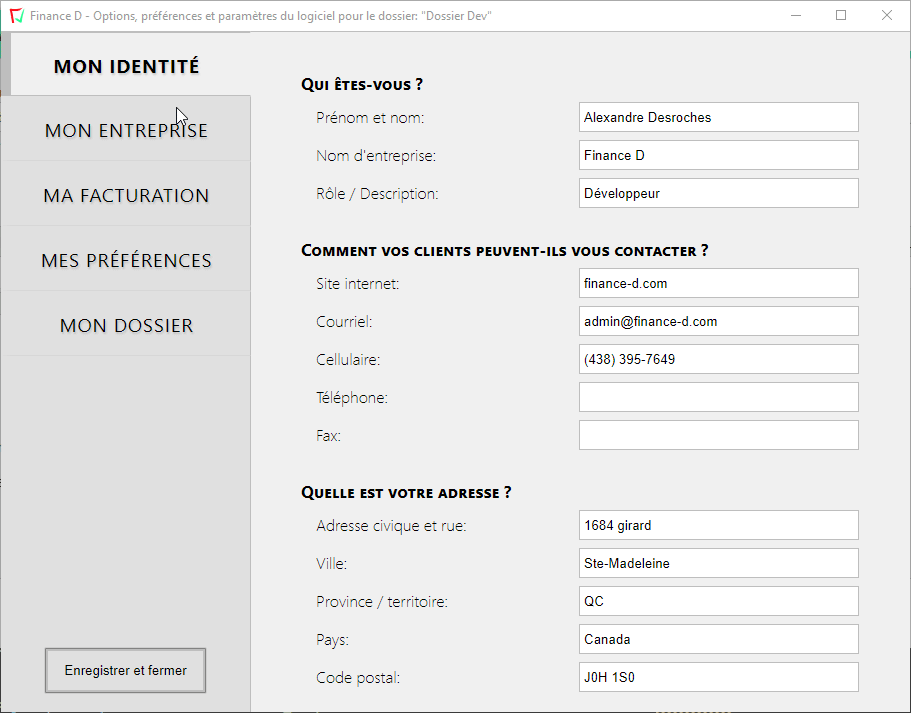 Finance D - Options, préférences et paramètres du logiciel pour le dossier: "Dossier Dev"
MON IDENTITÉ
MON ENTREPRISE
MA FACTURATION
MES PRÉFÉRENCES
MON DOSSIER
Enregistrer et fermer
Qui êtes-vous ?
Prénom et nom: Alexandre Desroches
Nom d'entreprise: Finance D
Rôle / Description: Développeur
Comment vos clients peuvent-ils vous contacter ?
Site internet: finance-d.com
Courriel: admin@finance-d.com
Cellulaire: (438) 395-7649
Téléphone:
Fax:
Quelle est votre adresse ?
Adresse civique et rue: 1684 girard
Ville: Ste-Madeleine
Province / territoire: QC
Pays: Canada
Code postal: J0H 1S0